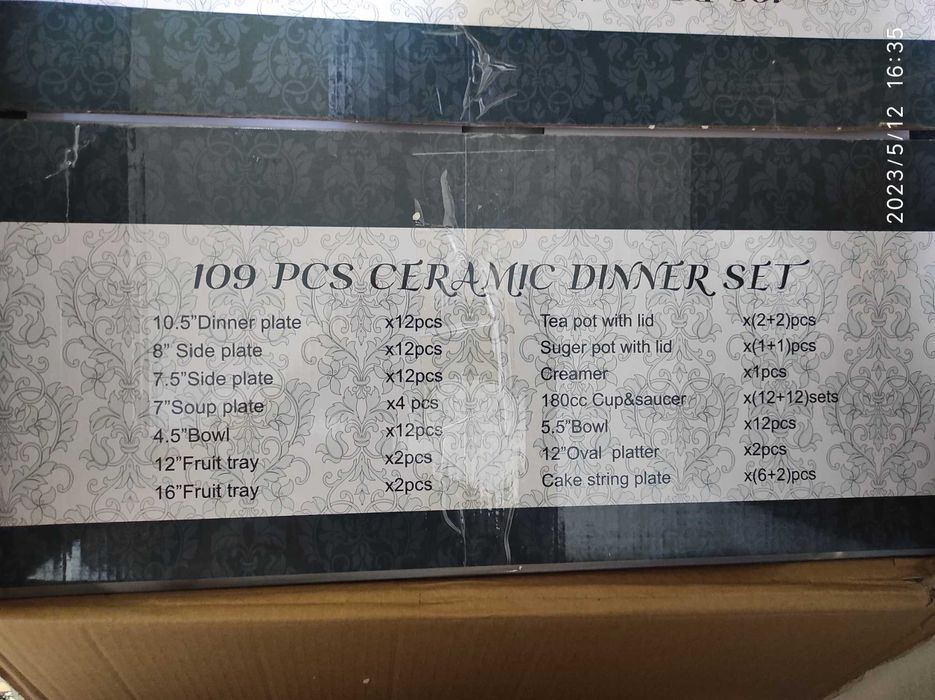 109 PCS CERAMIC DINNER SET
10.5”Dinner plate x12pcs
8” Side plate x12pcs
7.5”Side plate x12pcs
7”Soup plate x4 pcs
4.5”Bowl x12pcs
12”Fruit tray x2pcs
16”Fruit tray x2pcs
Tea pot with lid x(2+2)pcs
Suger pot with lid x(1+1)pcs
Creamer x1pcs
180cc Cup&saucer x(12+12)sets
5.5”Bowl x12pcs
12”Oval platter x2pcs
Cake string plate x(6+2)pcs
2023/5/12 16:35